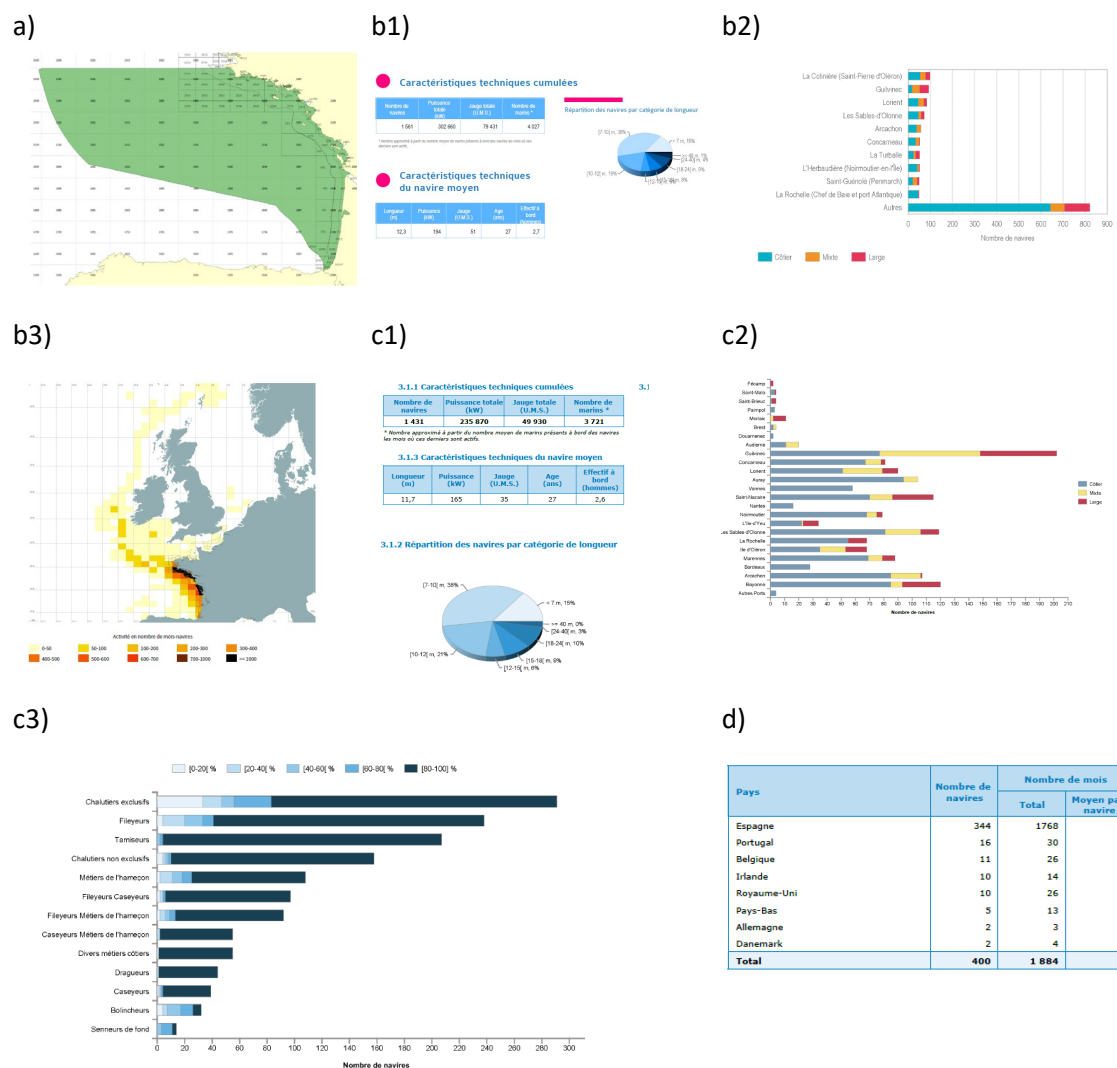 a)
b1)
b2)
Caractéristiques techniques cumulées
Nombre de navires
Puissance totale (kW)
Jauge totale (U.M.S.)
Nombre de marins *
1 561
302 660
79 431
4 027
Répartition des navires par catégorie de longueur
[7-10[ m, 38%
[10-12[ m, 19%
Caractéristiques techniques
du navire moyen
Longueur (m)
Puissance (kW)
Jauge (U.M.S.)
Age (ans)
Effectif à bord (hommes)
12,3
194
51
27
2,7
La Cotinière (Saint-Pierre d'Oléron)
Guilvinec
Lorient
Les Sables-d'Olonne
Arcachon
Concarneau
La Turballe
L'Herbaudière (Noirmoutier-en-l'Île)
Saint-Guénolé (Penmarch)
La Rochelle (Chef de Baie et port Atlantique)
Autres
0 100 200 300 400 500 600 700 800 900
Nombre de navires
Côtier Mixte Large
b3)
c1)
c2)
Activité en nombre de mois-navires
0-50 50-100 100-200 200-300 300-400
400-500 500-600 600-700 700-1000 >= 1000
3.1.1 Caractéristiques techniques cumulées
Nombre de navires
Puissance totale (kW)
Jauge totale (U.M.S.)
Nombre de marins *
1 431
235 870
49 930
3 721
* Nombre approximé à partir du nombre moyen de marins présents à bord des navires
les mois où ces derniers sont actifs.
3.1.3 Caractéristiques techniques du navire moyen
Longueur (m)
Puissance (kW)
Jauge (U.M.S.)
Age (ans)
Effectif à bord (hommes)
11,7
165
35
27
2,6
3.1.2 Répartition des navires par catégorie de longueur
[7-10[ m, 38%
< 7 m, 15%
>= 40 m, 0%
[24-40[ m, 3%
[18-24[ m, 10%
[15-18[ m, 9%
[12-15[ m, 6%
[10-12[ m, 21%
Fécamp
Saint-Malo
Saint-Brieuc
Paimpol
Morlaix
Brest
Douarnenez
Audierne
Guilvinec
Concarneau
Lorient
Auray
Vannes
Saint-Nazaire
Nantes
Noirmoutier
L'Ile-d'Yeu
Les Sables-d'Olonne
La Rochelle
Ile d'Oléron
Marennes
Bordeaux
Arcachon
Bayonne
Autres Ports
0 10 20 30 40 50 60 70 80 90 100 110 120 130 140 150 160 170 180 190 200 210
Nombre de navires
Côtier
Mixte
Large
c3)
d)
[0-20[ % [20-40[ % [40-60[ % [60-80[ % [80-100] %
Chalutiers exclusifs
Fileyeurs
Tamiseurs
Chalutiers non exclusifs
Métiers de l'hameçon
Fileyeurs Caseyeurs
Fileyeurs Métiers de l'hameçon
Caseyeurs Métiers de l'hameçon
Divers métiers côtiers
Dragueurs
Caseyeurs
Bolincheurs
Senneurs de fond
0 20 40 60 80 100 120 140 160 180 200 220 240 260 280 300
Nombre de navires
Pays
Nombre de navires
Nombre de mois
Total
Moyen pa
navire
Espagne 344 1768
Portugal 16 30
Belgique 11 26
Irlande 10 14
Royaume-Uni 10 26
Pays-Bas 5 13
Allemagne 2 3
Danemark 2 4
Total 400 1 884